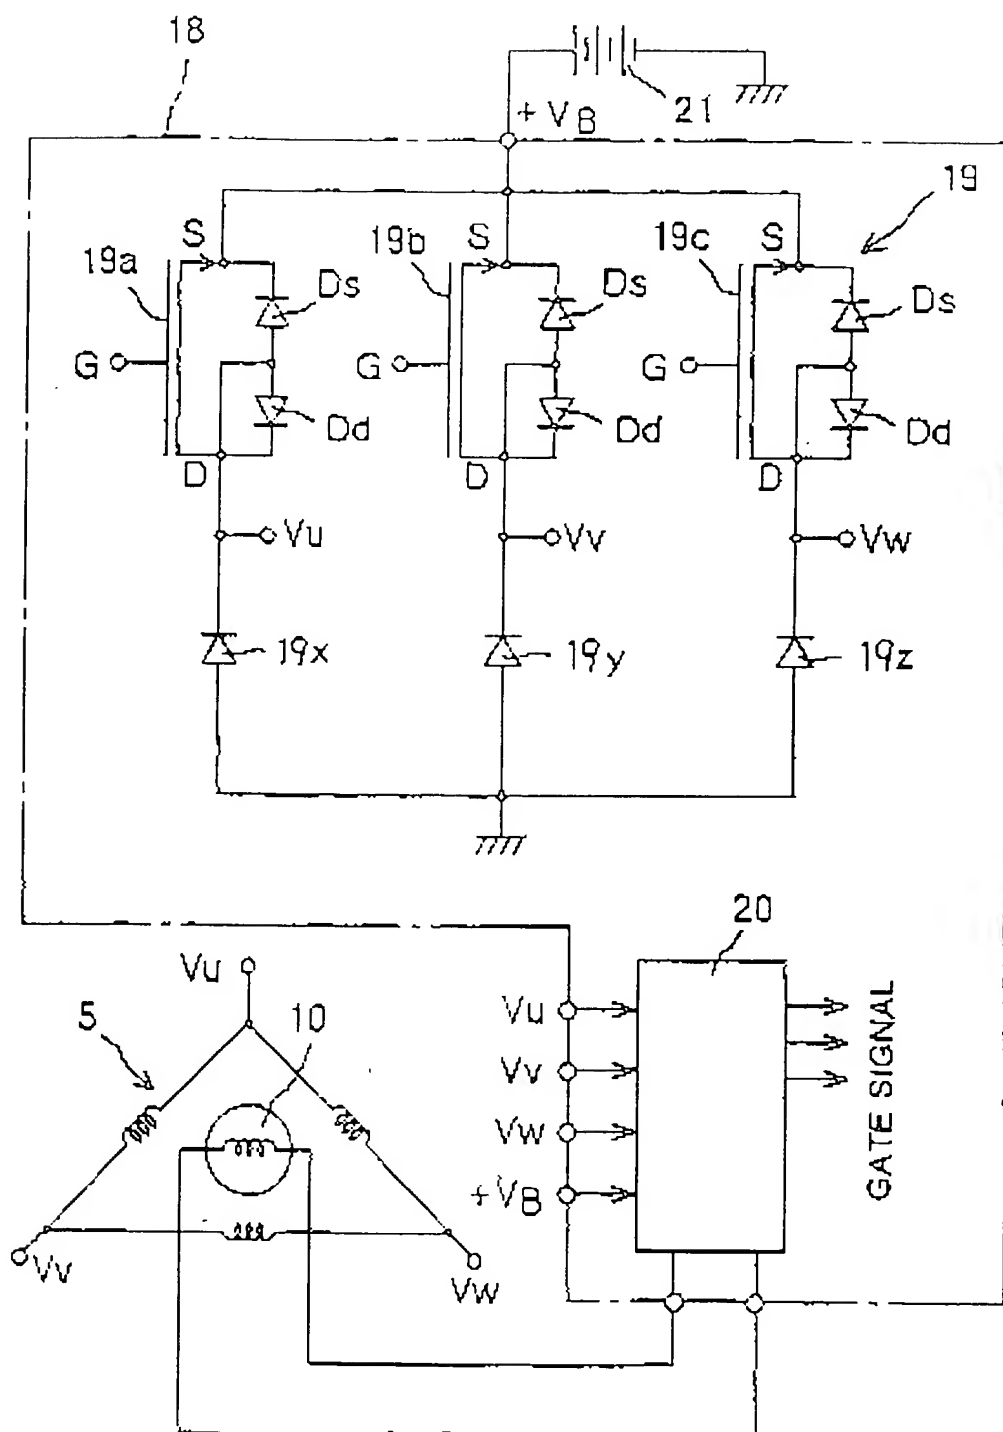 18
21
+VB
19
19a
S
Ds
G
Dd
D
Vu
19b
S
Ds
G
Dd
D
Vv
19c
S
Ds
G
Dd
D
Vw
19x
19y
19z
20
Vu
5
10
Vv
Vw
Vu
Vv
Vw
+VB
GATE SIGNAL